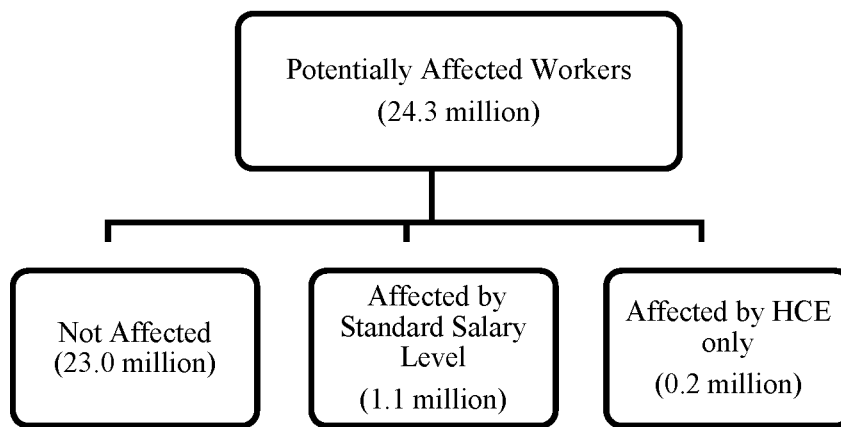 Potentially Affected Workers
(24.3 million)
Not Affected
(23.0 million)
Affected by
Standard Salary
Level
(1.1 million)
Affected by HCE
only
(0.2 million)